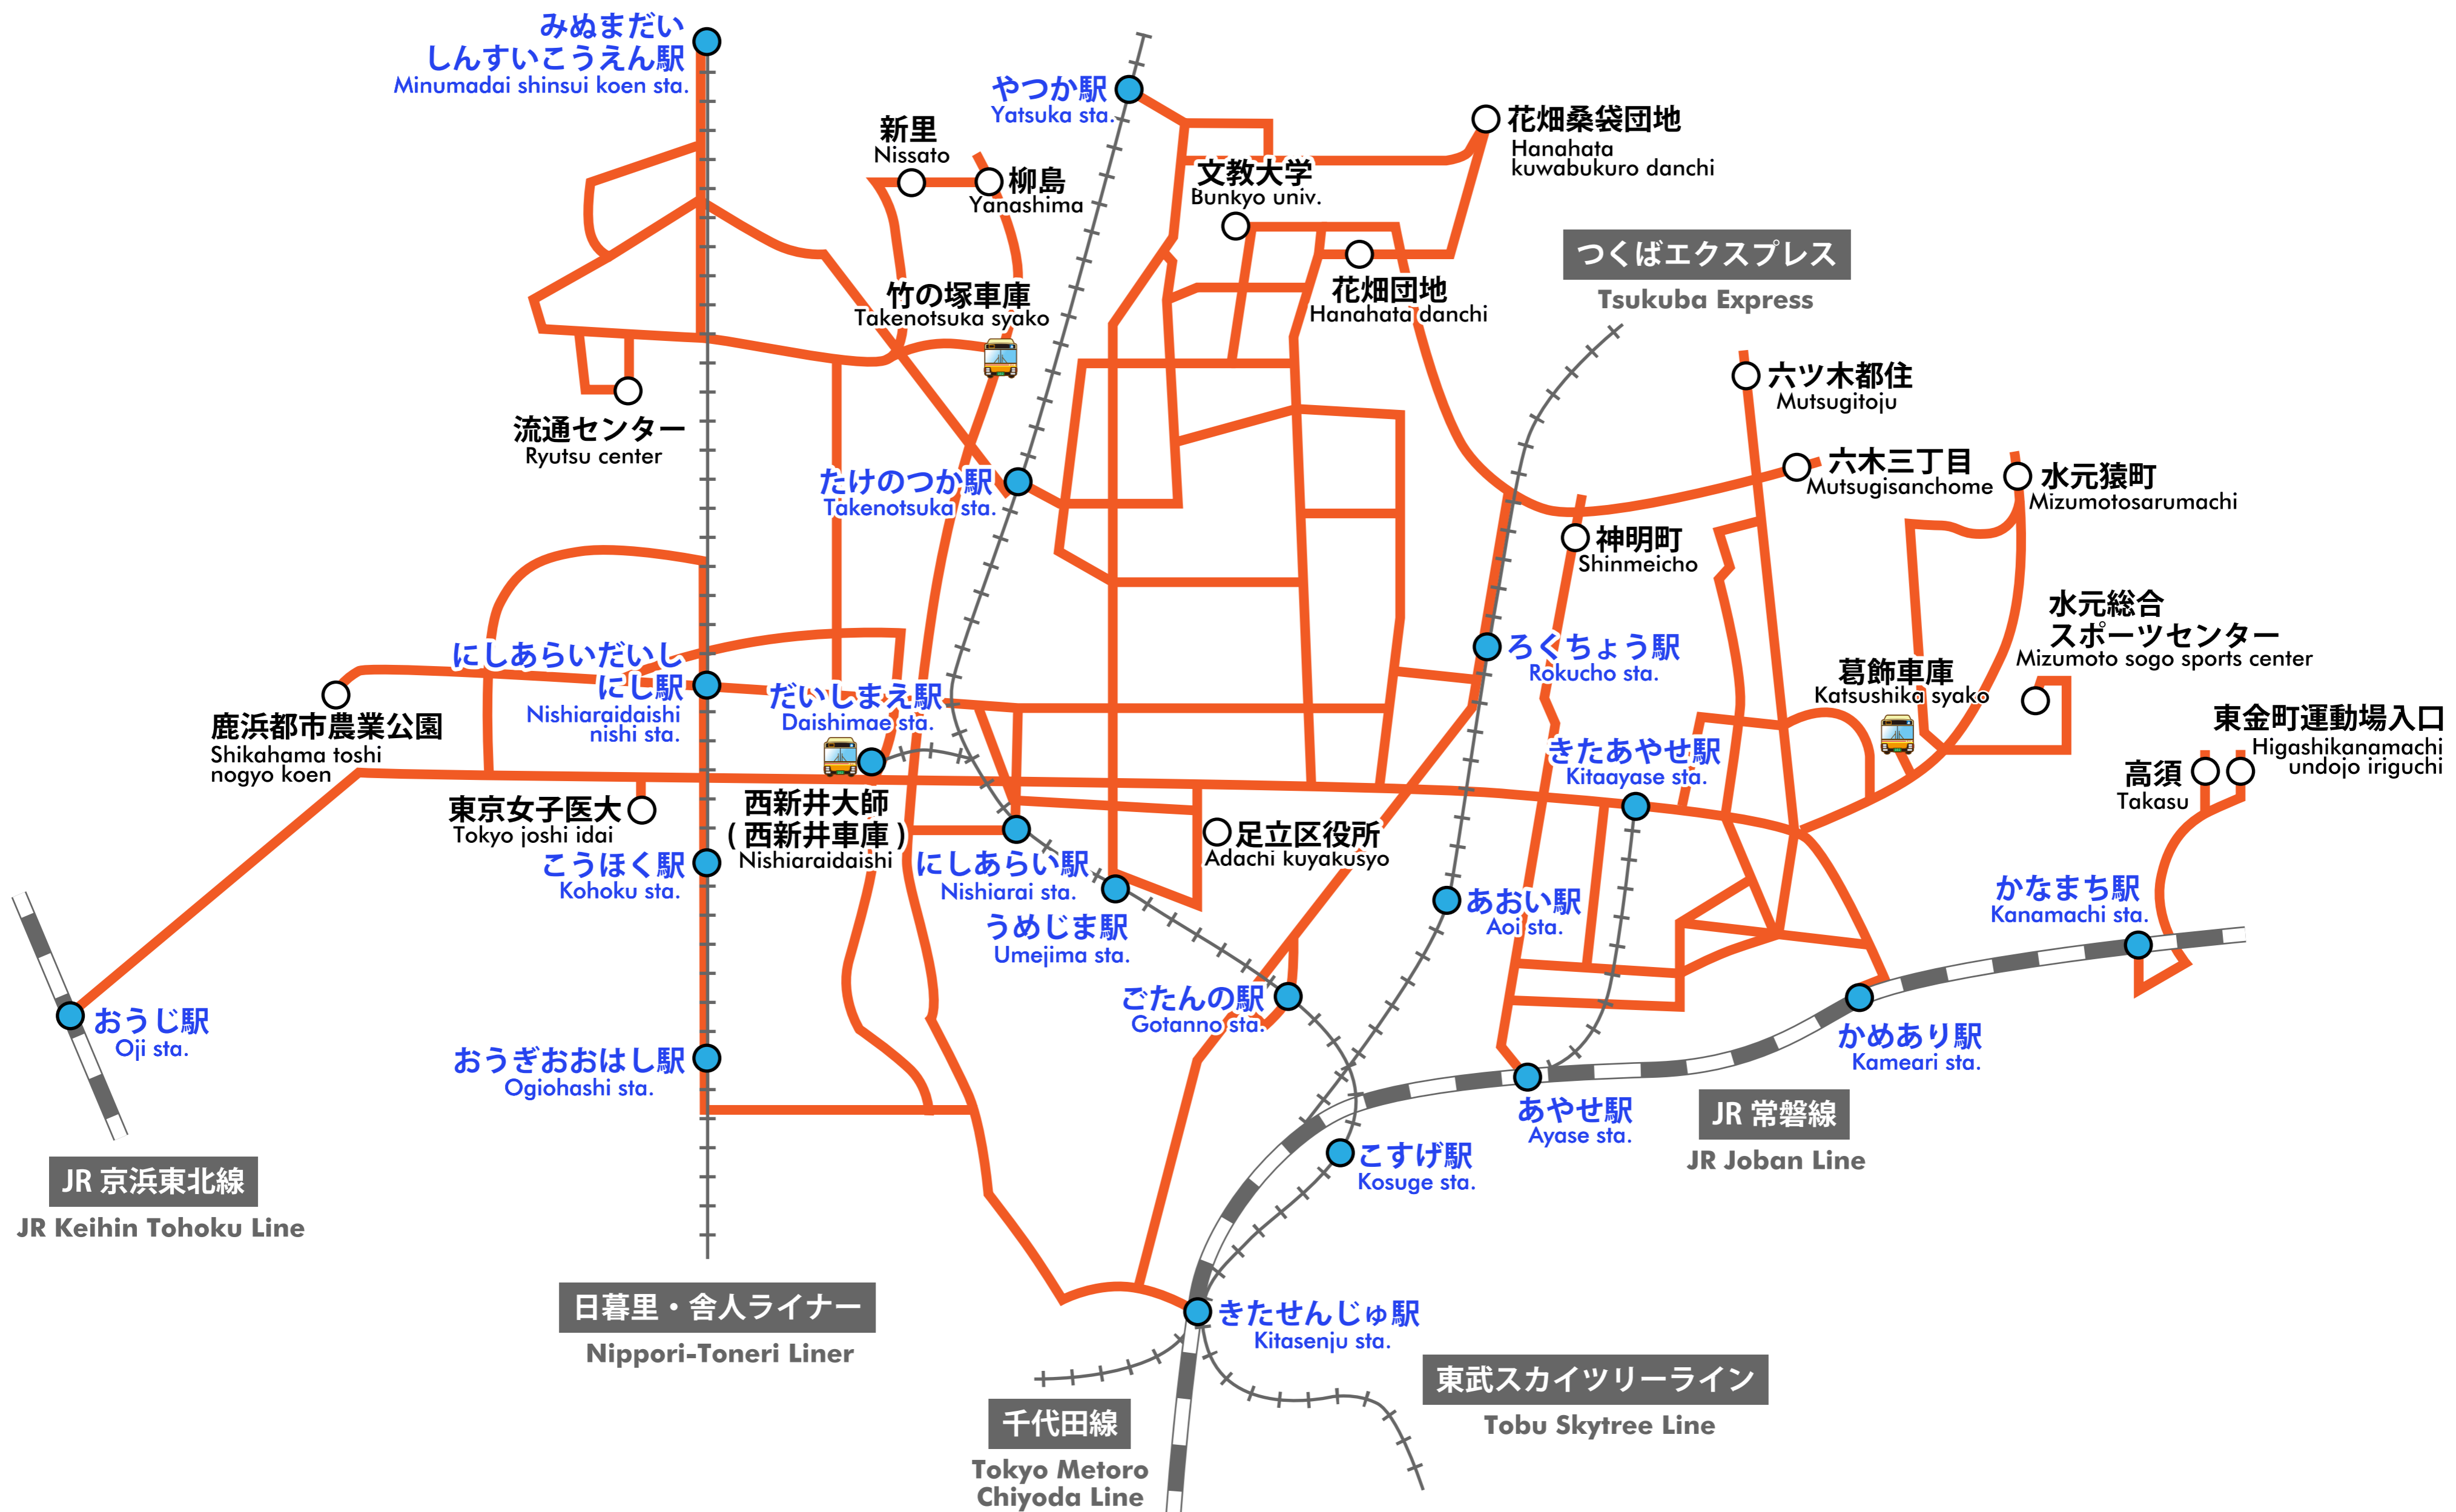 みぬまだい
しんすいこうえん駅
Minumadai shinsui koen sta.
やつか駅
Yatsuka sta.
新里
Nissato
柳島
Yanashima
文教大学
Bunkyo univ.
花畑桑袋団地
Hanahata
kuwabukuro danchi
つくばエクスプレス
Tsukuba Express
竹の塚車庫
Takenotsuka syako
花畑団地
Hanahata danchi
流通センター
Ryutsu center
六ツ木都住
Mutsugitoju
たけのつか駅
Takenotsuka sta.
六木三丁目
Mutsugisanchome
水元猿町
Mizumotosarumachi
神明町
Shinmeicho
水元総合
スポーツセンター
Mizumoto sogo sports center
にしあらいだいし
にし駅
Nishiaraidaishi
nishi sta.
ろくちょう駅
Rokucho sta.
葛飾車庫
Katsushika syako
だいしまえ駅
Daishimae sta.
鹿浜都市農業公園
Shikahama toshi
nogyo koen
きたあやせ駅
Kitaayase sta.
東金町運動場入口
Higashikanamachi
undojo iriguchi
高須
Takasu
東京女子医大
Tokyo joshi idai
西新井大師
( 西新井車庫 )
Nishiaraidaishi
足立区役所
Adachi kuyakusyo
こうほく駅
Kohoku sta.
にしあらい駅
Nishiarai sta.
うめじま駅
Umejima sta.
あおい駅
Aoi sta.
かなまち駅
Kanamachi sta.
おうじ駅
Oji sta.
ごたんの駅
Gotanno sta.
おうぎおおはし駅
Ogiohashi sta.
かめあり駅
Kameari sta.
あやせ駅
Ayase sta.
JR 常磐線
JR Joban Line
こすげ駅
Kosuge sta.
JR 京浜東北線
JR Keihin Tohoku Line
日暮里・舎人ライナー
Nippori-Toneri Liner
きたせんじゅ駅
Kitasenju sta.
東武スカイツリーライン
Tobu Skytree Line
千代田線
Tokyo Metoro
Chiyoda Line